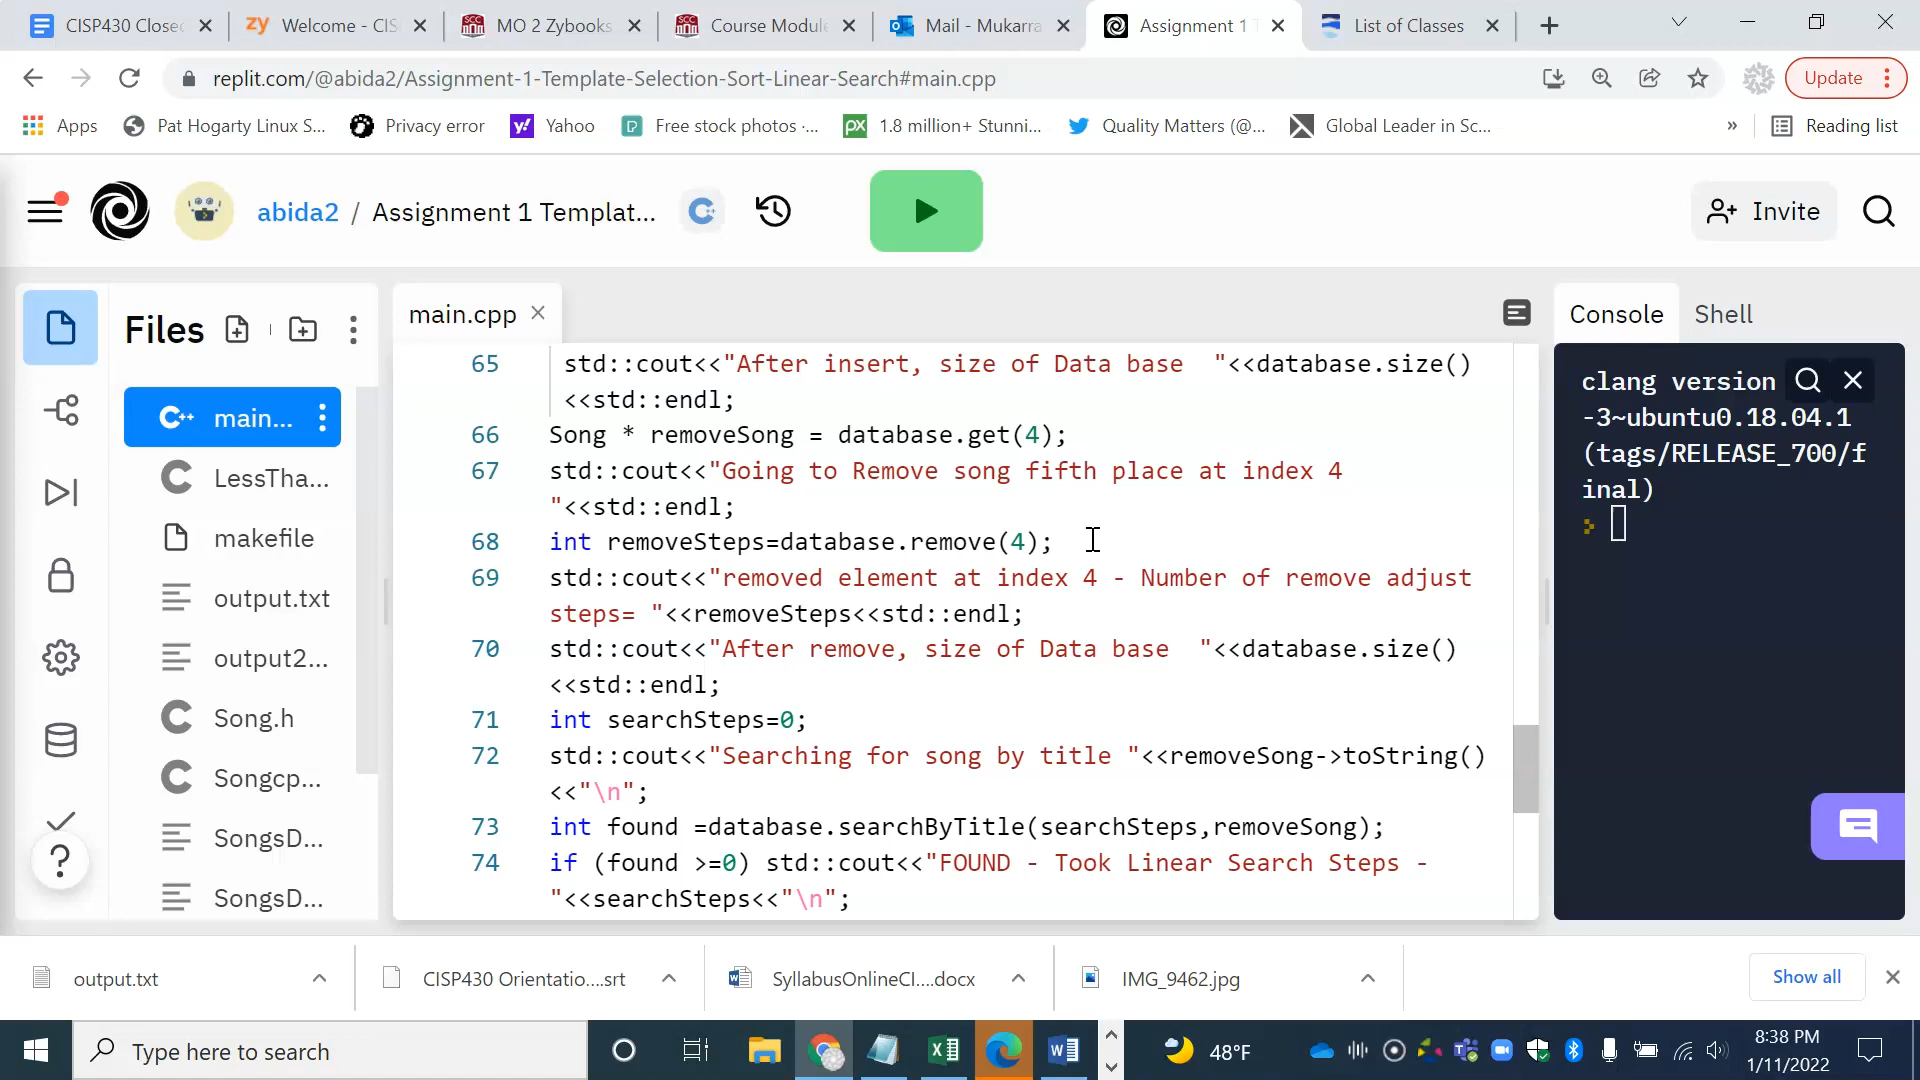 CISP430 Closed
Welcome - CIS
MO 2 Zybooks
Course Module
Mail - Mukarra
Assignment 1 T
List of Classes
replit.com/@abida2/Assignment-1-Template-Selection-Sort-Linear-Search#main.cpp
Update
Apps
Pat Hogarty Linux S...
Privacy error
Yahoo
Free stock photos ·...
1.8 million+ Stunni...
Quality Matters (@...
Global Leader in Sc...
»
Reading list
abida2 / Assignment 1 Templat...
Invite
Files
main...
LessTha...
makefile
output.txt
output2...
Song.h
Songcp...
SongsD...
SongsD...
main.cpp
65 std::cout<<"After insert, size of Data base  "<<database.size()
<<std::endl;
66 Song * removeSong = database.get(4);
67 std::cout<<"Going to Remove song fifth place at index 4
"<<std::endl;
68 int removeSteps=database.remove(4);
69 std::cout<<"removed element at index 4 - Number of remove adjust
steps= "<<removeSteps<<std::endl;
70 std::cout<<"After remove, size of Data base  "<<database.size()
<<std::endl;
71 int searchSteps=0;
72 std::cout<<"Searching for song by title "<<removeSong->toString()
<<"\n";
73 int found =database.searchByTitle(searchSteps,removeSong);
74 if (found >=0) std::cout<<"FOUND - Took Linear Search Steps -
"<<searchSteps<<"\n";
Console
Shell
clang version
-3~ubuntu0.18.04.1
(tags/RELEASE_700/f
inal)
output.txt
CISP430 Orientatio....srt
SyllabusOnlineCI....docx
IMG_9462.jpg
Show all
Type here to search
48°F
8:38 PM
1/11/2022